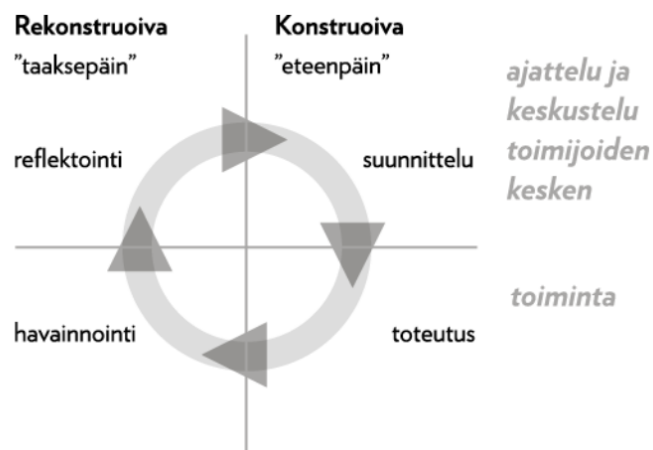 Rekonstruoiva
"taaksepäin"
Konstruoiva
"eteenpäin"
ajattelu ja
keskustelu
toimijoiden
kesken
reflektointi
suunnittelu
toiminta
havainnointi
toteutus